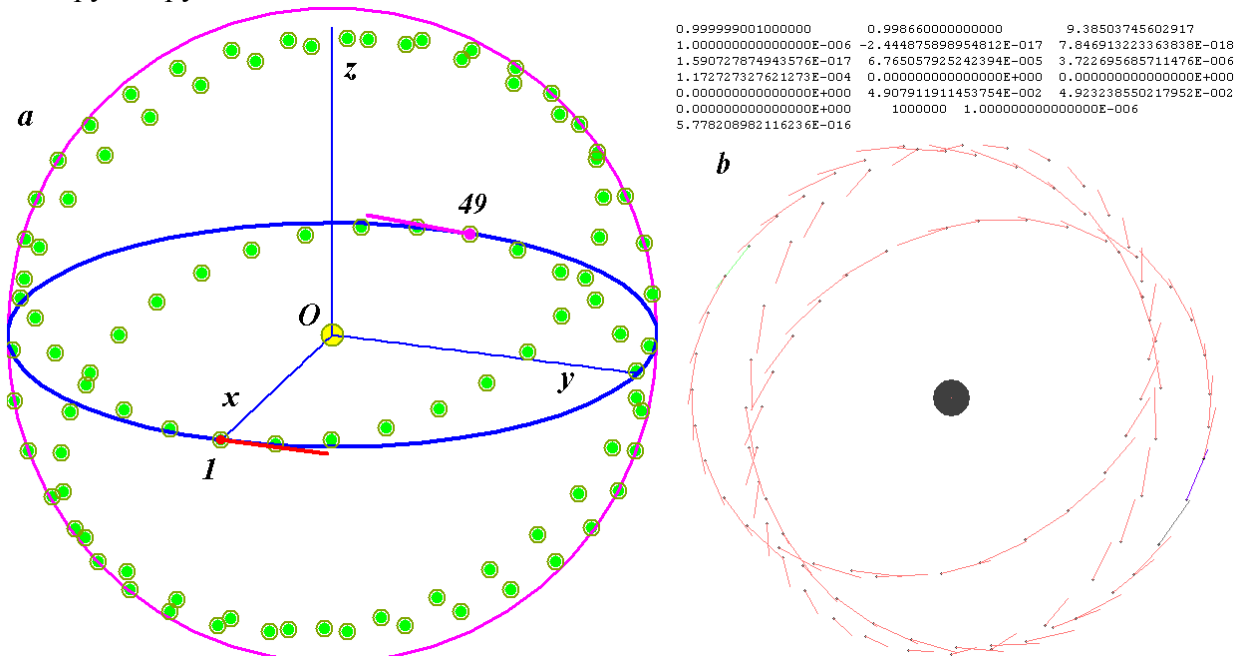 0.999999001000000 0.998660000000000 9.38503745602917
1.000000000000000E-006 -2.444875898954812E-017 7.846913223363838E-018
1.590727874943576E-017 6.765057925242394E-005 3.722695685711476E-006
1.172727327621273E-004 0.000000000000000E+000 0.000000000000000E+000
0.000000000000000E+000 4.907911911453754E-002 4.923238550217952E-002
0.000000000000000E+000 1000000 1.000000000000000E-006
5.778208982116236E-016
a
z
b
49
O
x
y
1